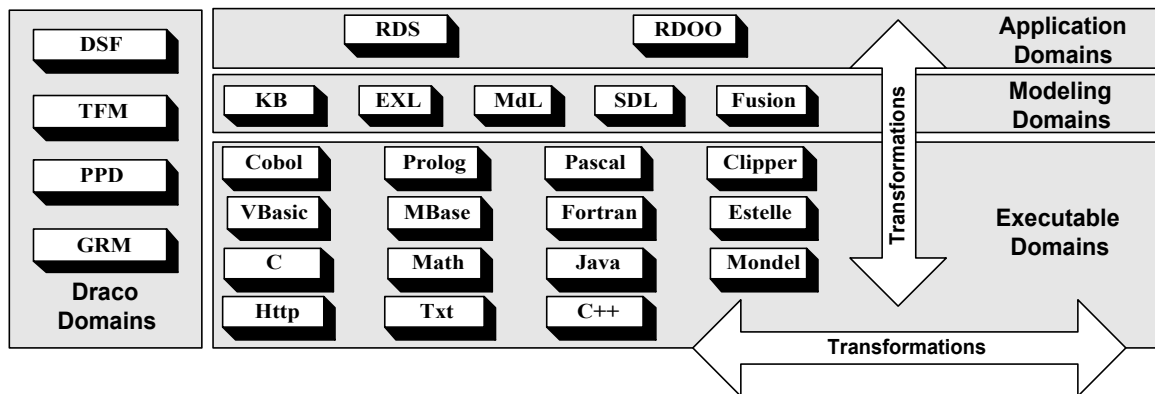 DSF
TFM
PPD
GRM
Draco
Domains
RDS
RDOO
Application
Domains
KB
EXL
MdL
SDL
Fusion
Modeling
Domains
Cobol
Prolog
Pascal
Clipper
VBasic
MBase
Fortran
Estelle
C
Math
Java
Mondel
Http
Txt
C++
Executable
Domains
Transformations
Transformations